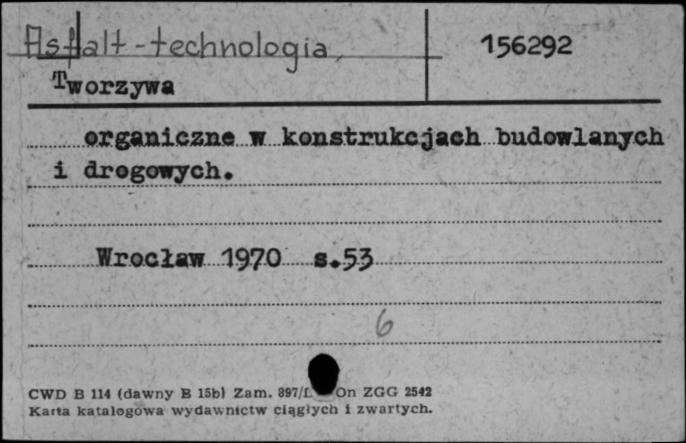 Asfalt-technologia,
156292
Tworzywa
organiczne w konstrukcjach budowlanych
i drogowych.
Wrocław 1970 s.53
6
CWD B 114 (dawny B 15b) Zam. 897/ On ZGG 2542
Karta katalogowa wydawnictw ciągłych i zwartych.